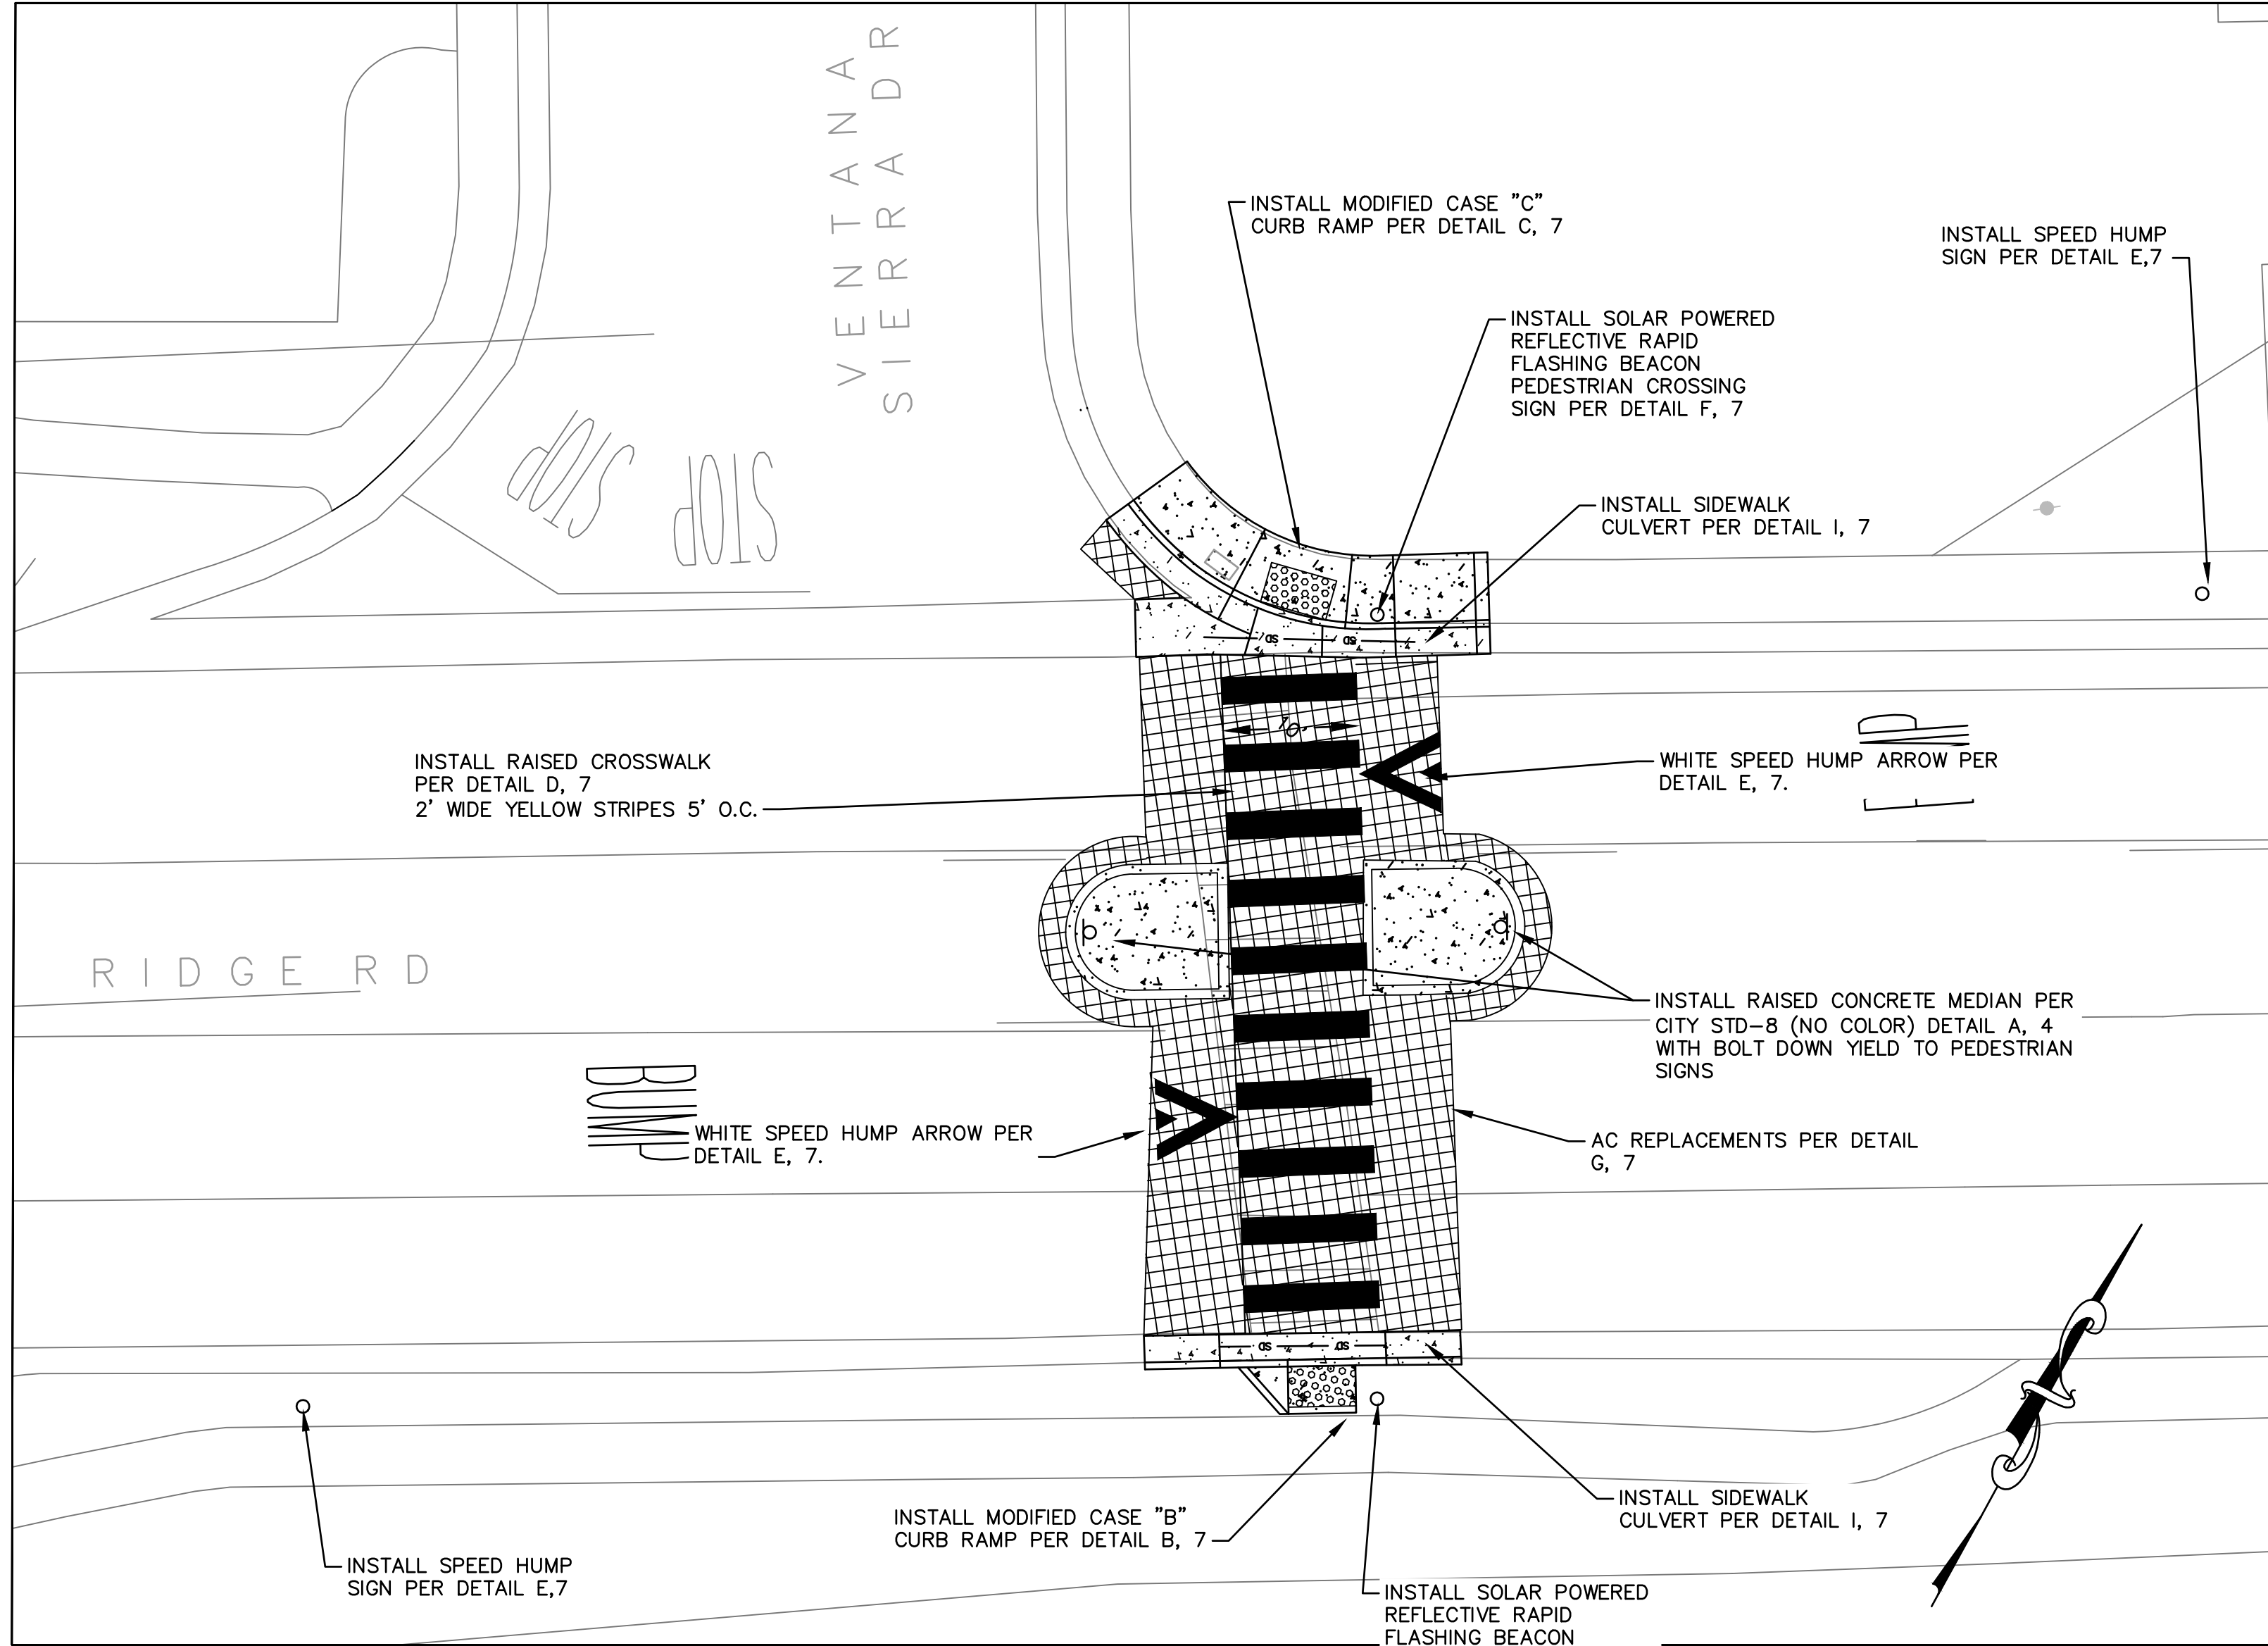 VENTANA
SIERRA DR
INSTALL MODIFIED CASE "C"
CURB RAMP PER DETAIL C, 7
INSTALL SPEED HUMP
SIGN PER DETAIL E,7
INSTALL SOLAR POWERED
REFLECTIVE RAPID
FLASHING BEACON
PEDESTRIAN CROSSING
SIGN PER DETAIL F, 7
STOP
STOP
INSTALL SIDEWALK
CULVERT PER DETAIL I, 7
SD
SD
10'
INSTALL RAISED CROSSWALK
PER DETAIL D, 7
2' WIDE YELLOW STRIPES 5' O.C.
WHITE SPEED HUMP ARROW PER
DETAIL E, 7.
RIDGE RD
INSTALL RAISED CONCRETE MEDIAN PER
CITY STD-8 (NO COLOR) DETAIL A, 4
WITH BOLT DOWN YIELD TO PEDESTRIAN
SIGNS
BUMP
WHITE SPEED HUMP ARROW PER
DETAIL E, 7.
AC REPLACEMENTS PER DETAIL
G, 7
SD
SD
INSTALL MODIFIED CASE "B"
CURB RAMP PER DETAIL B, 7
INSTALL SIDEWALK
CULVERT PER DETAIL I, 7
INSTALL SPEED HUMP
SIGN PER DETAIL E,7
INSTALL SOLAR POWERED
REFLECTIVE RAPID
FLASHING BEACON